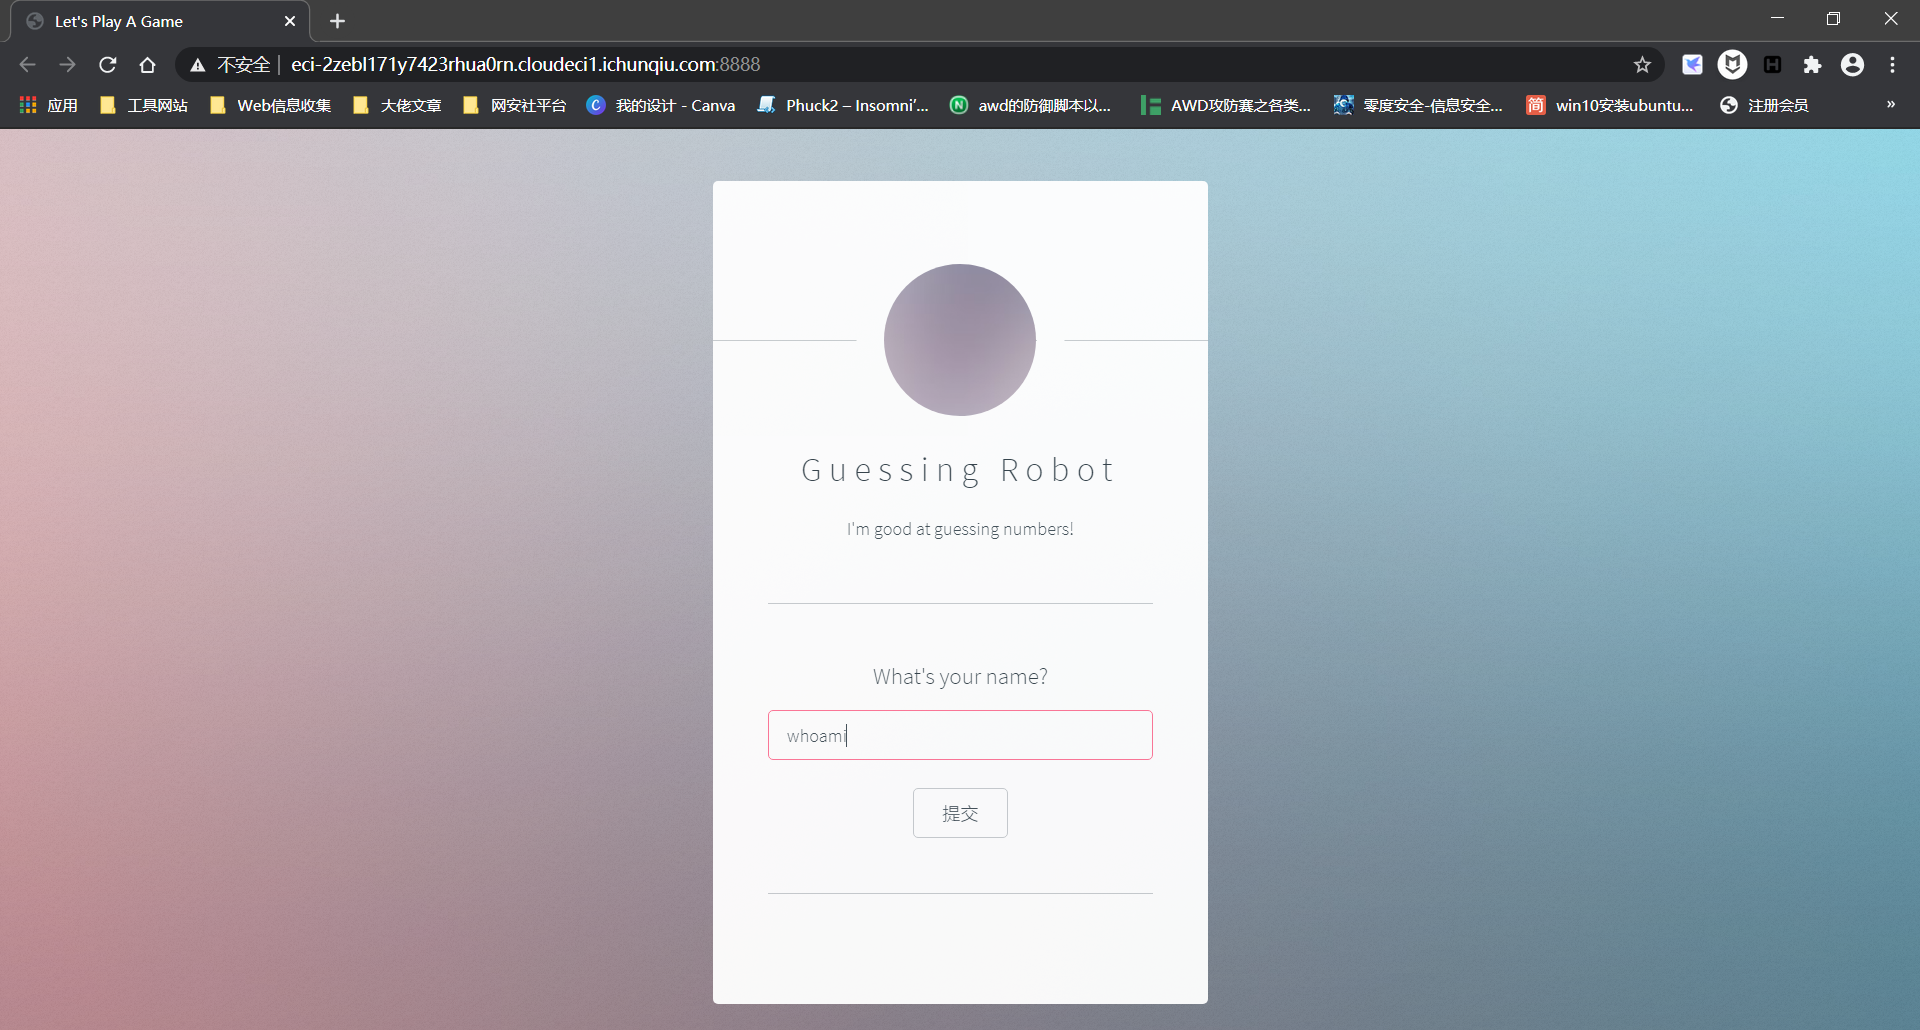 Let's Play A Game
不安全 | eci-2zebl171y7423rhua0rn.cloudeci1.ichunqiu.com:8888
应用 工具网站 Web信息收集 大佬文章 网安社平台 我的设计 - Canva Phuck2 – Insomni'... awd的防御脚本以... AWD攻防赛之各类... 零度安全-信息安全... 简 win10安装ubuntu... 注册会员 »
Guessing Robot
I'm good at guessing numbers!
What's your name?
whoami
提交